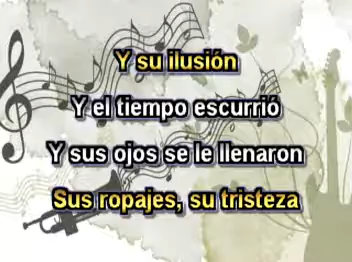 Y su ilusión
Y el tiempo escurrió
Y sus ojos se le llenaron
Sus ropajes, su tristeza